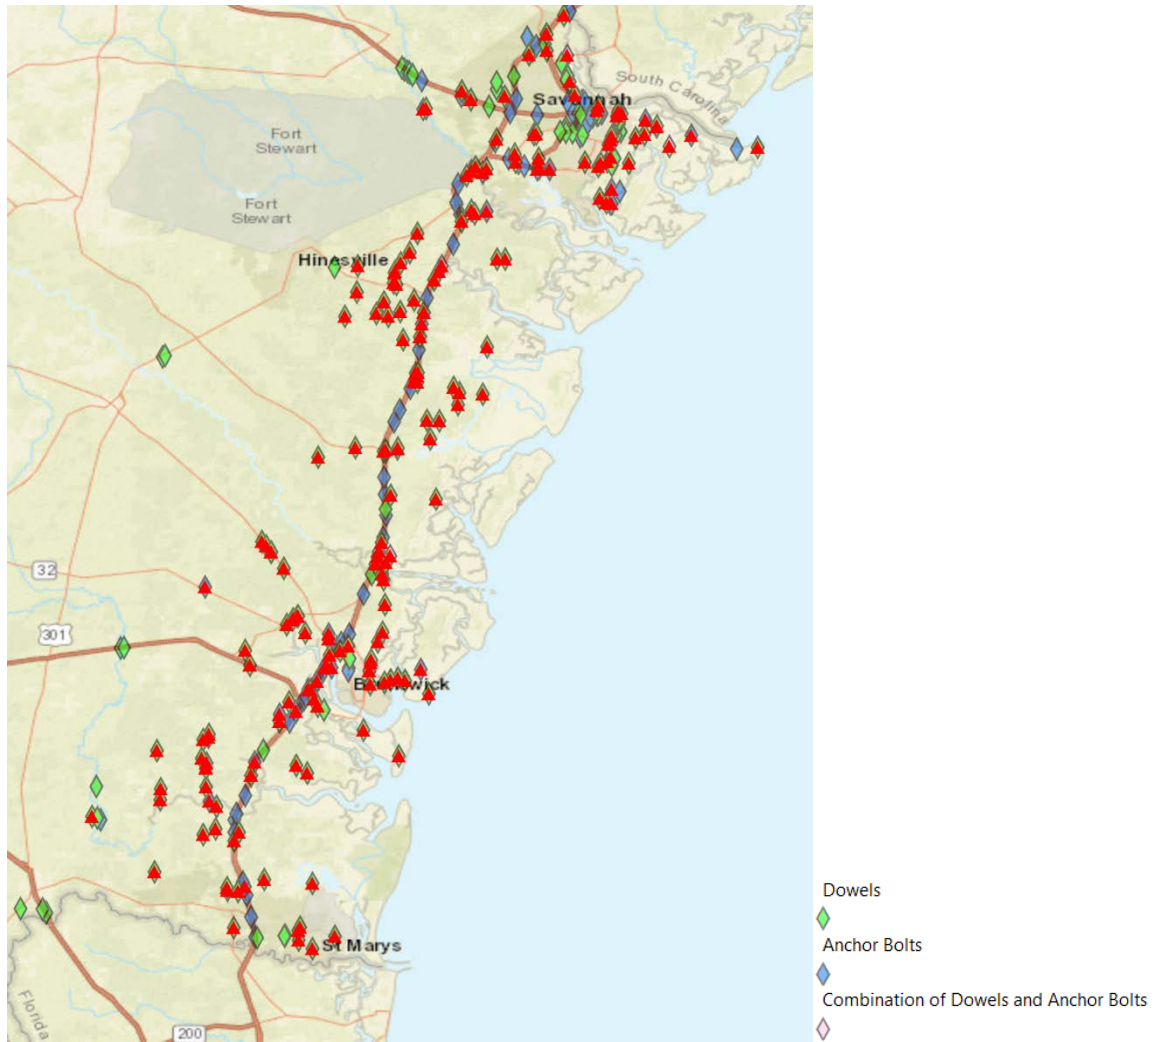 South Carolina
Savannah
Fort
Stewart
Fort
Stewart
Hinesville
32
301
Brunswick
Dowels
Anchor Bolts
St Marys
Combination of Dowels and Anchor Bolts
Florida
200